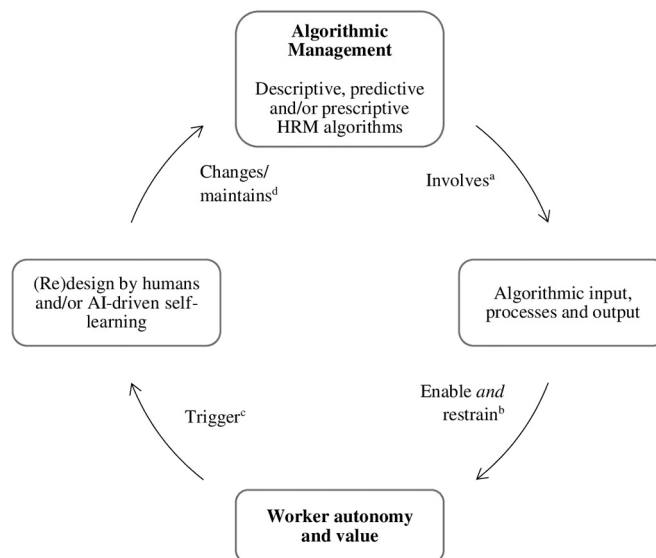 Algorithmic
Management
Descriptive, predictive
and/or prescriptive
HRM algorithms
Changes/
maintainsᵈ
Involvesᵃ
(Re)design by humans
and/or AI-driven self-
learning
Algorithmic input,
processes and output
Enable and
restrainᵇ
Triggerᶜ
Worker autonomy
and value